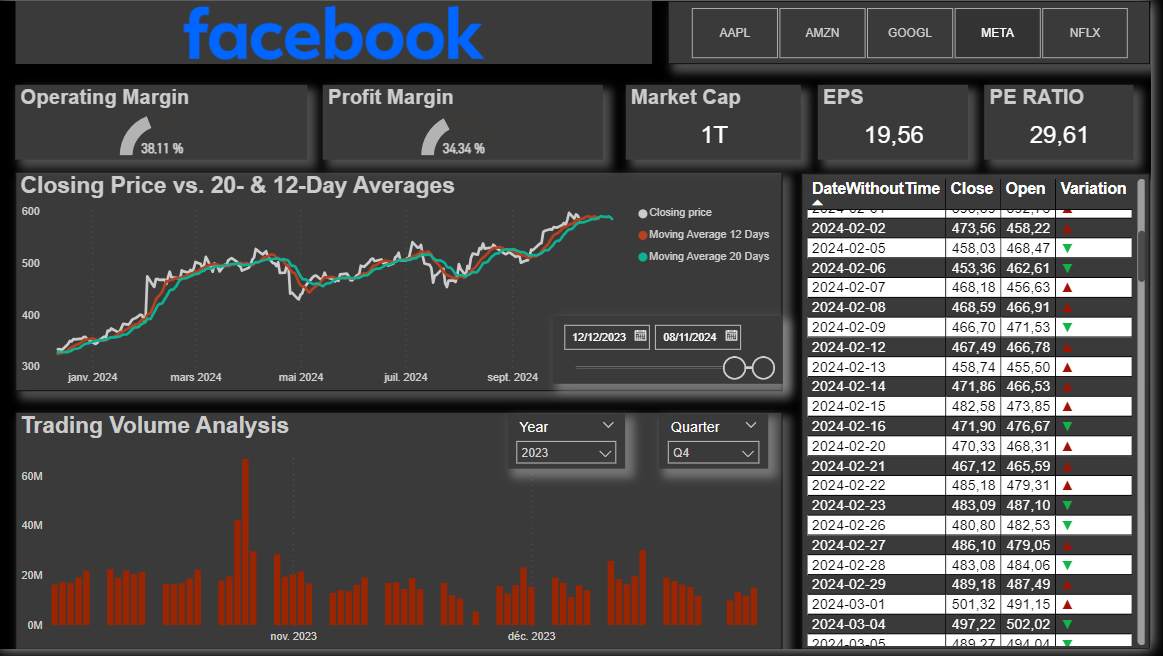 facebook
AAPL AMZN GOOGL META NFLX
Operating Margin
38.11 %
Profit Margin
34.34 %
Market Cap
1T
EPS
19,56
PE RATIO
29,61
Closing Price vs. 20- & 12-Day Averages
600
500
400
300
janv. 2024 mars 2024 mai 2024 juil. 2024 sept. 2024
Closing price
Moving Average 12 Days
Moving Average 20 Days
12/12/2023 08/11/2024
Trading Volume Analysis
Year
2023
Quarter
Q4
60M
40M
20M
0M
nov. 2023 déc. 2023
DateWithoutTime Close Open Variation
2024-02-02 473,56 458,22
2024-02-05 458,03 468,47
2024-02-06 453,36 462,61
2024-02-07 468,18 456,63
2024-02-08 468,59 466,91
2024-02-09 466,70 471,53
2024-02-12 467,49 466,78
2024-02-13 458,74 455,50
2024-02-14 471,86 466,53
2024-02-15 482,58 473,85
2024-02-16 471,90 476,67
2024-02-20 470,33 468,31
2024-02-21 467,12 465,59
2024-02-22 485,18 479,31
2024-02-23 483,09 487,10
2024-02-26 480,80 482,53
2024-02-27 486,10 479,05
2024-02-28 483,08 484,06
2024-02-29 489,18 487,49
2024-03-01 501,32 491,15
2024-03-04 497,22 502,02
2024-03-05 489,27 494,04